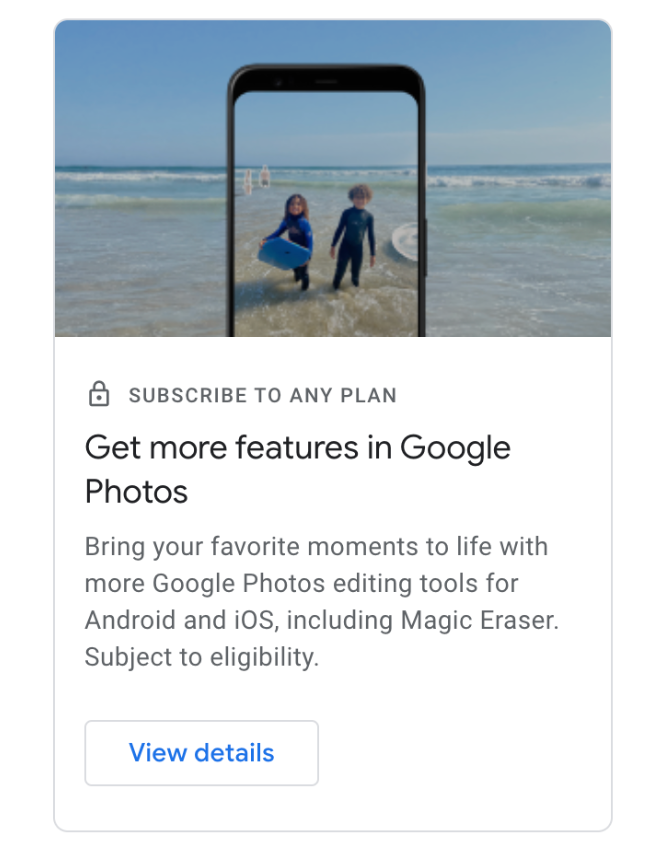 SUBSCRIBE TO ANY PLAN
Get more features in Google
Photos
Bring your favorite moments to life with
more Google Photos editing tools for
Android and iOS, including Magic Eraser.
Subject to eligibility.
View details